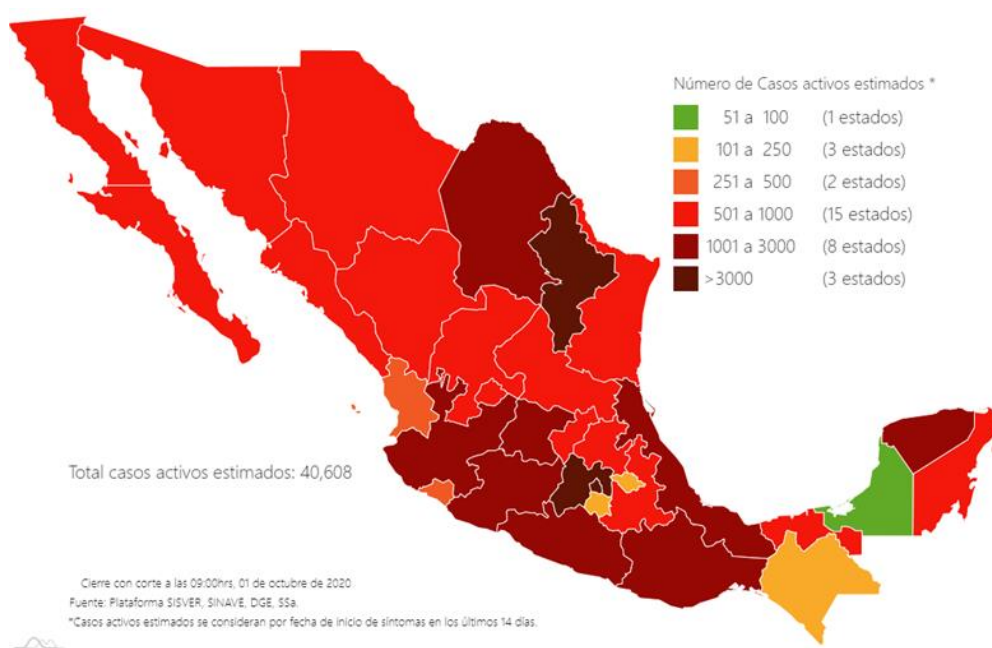 Número de Casos activos estimados *
51 a 100 (1 estados)
101 a 250 (3 estados)
251 a 500 (2 estados)
501 a 1000 (15 estados)
1001 a 3000 (8 estados)
>3000 (3 estados)
Total casos activos estimados: 40,608
Cierre con corte a las 09:00hrs, 01 de octubre de 2020
Fuente: Plataforma SISVER, SINAVE, DGE, SSa.
*Casos activos estimados se consideran por fecha de inicio de síntomas en los últimos 14 días.